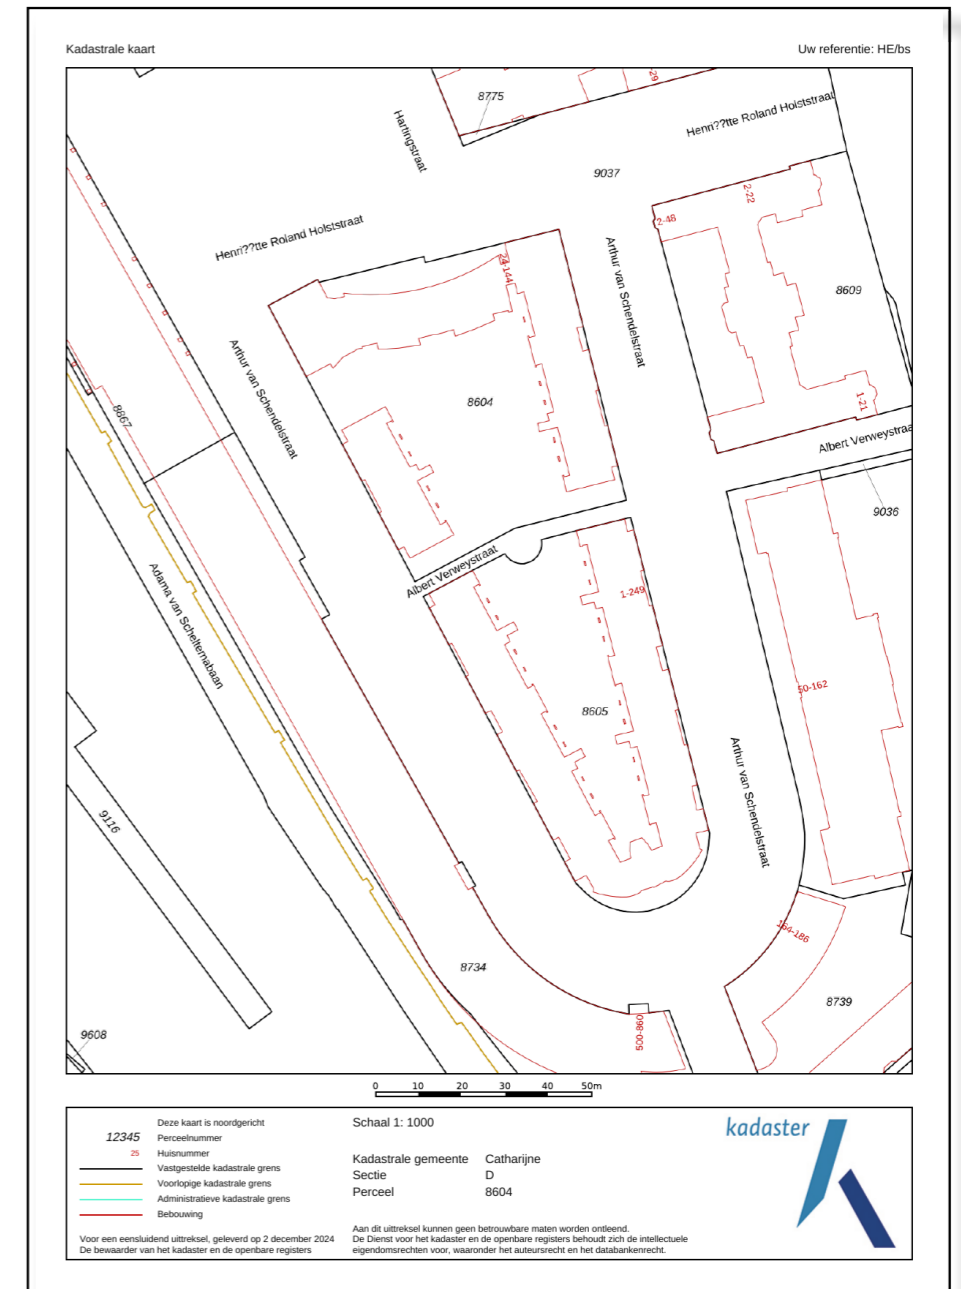 Kadastrale kaart
Uw referentie: HE/bs
8775
29
Hartingstraat
Henri??tte Roland Holststraat
9037
2-22
2-48
Henri??tte Roland Holststraat
24-144
Arthur van Schendelstraat
8609
Arthur van Schendelstraat
8604
8667
1-21
Albert Verweystraa
9036
Albert Verweystraat
Adama van Scheltemabaan
1-249
50-162
8605
Arthur van Schendelstraat
9116
164-186
8734
8739
500-860
9608
0 10 20 30 40 50m
Deze kaart is noordgericht
12345 Perceelnummer
25 Huisnummer
Vastgestelde kadastrale grens
Voorlopige kadastrale grens
Administratieve kadastrale grens
Bebouwing
Voor een eensluidend uittreksel, geleverd op 2 december 2024
De bewaarder van het kadaster en de openbare registers
Schaal 1: 1000
Kadastrale gemeente Catharijne
Sectie D
Perceel 8604
Aan dit uittreksel kunnen geen betrouwbare maten worden ontleend.
De Dienst voor het kadaster en de openbare registers behoudt zich de intellectuele
eigendomsrechten voor, waaronder het auteursrecht en het databankenrecht.
kadaster